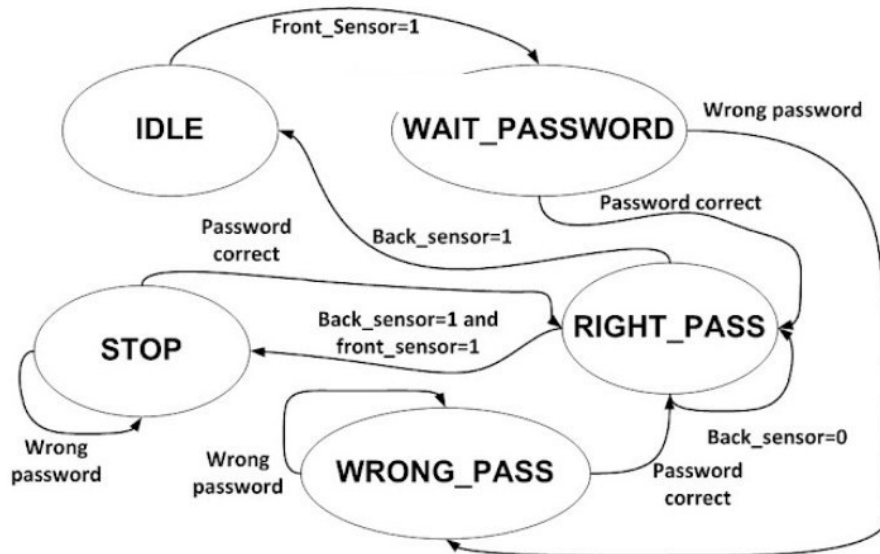 Front_Sensor=1
IDLE
WAIT_PASSWORD
Wrong password
Password correct
Back_sensor=1
Password
correct
STOP
Back_sensor=1 and
front_sensor=1
RIGHT_PASS
Wrong
password
Wrong
password
WRONG_PASS
Password
correct
Back_sensor=0